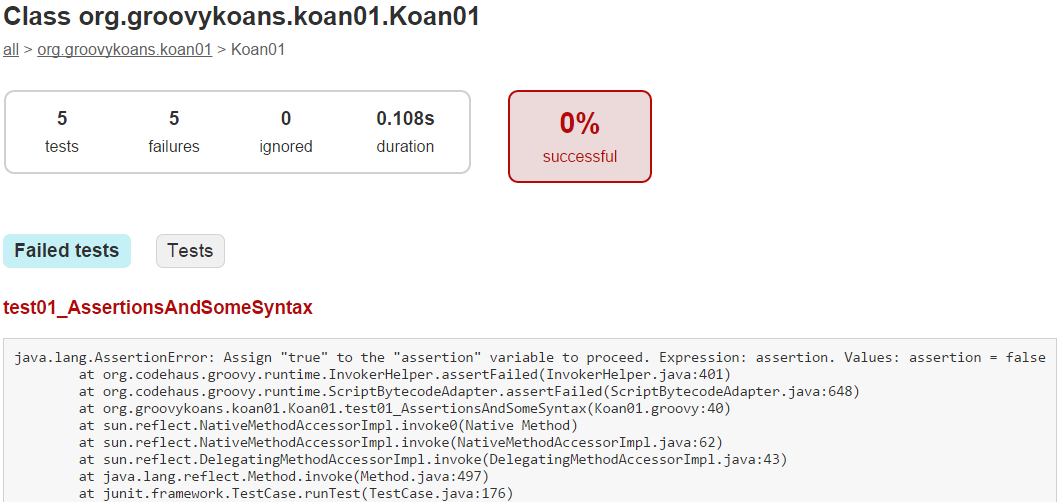 Class org.groovykoans.koan01.Koan01
all > org.groovykoans.koan01 > Koan01
5 5 0 0.108s
tests failures ignored duration
0%
successful
Failed tests Tests
test01_AssertionsAndSomeSyntax
java.lang.AssertionError: Assign "true" to the "assertion" variable to proceed. Expression: assertion. Values: assertion = false
at org.codehaus.groovy.runtime.InvokerHelper.assertFailed(InvokerHelper.java:401)
at org.codehaus.groovy.runtime.ScriptBytecodeAdapter.assertFailed(ScriptBytecodeAdapter.java:648)
at org.groovykoans.koan01.Koan01.test01_AssertionsAndSomeSyntax(Koan01.groovy:40)
at sun.reflect.NativeMethodAccessorImpl.invoke0(Native Method)
at sun.reflect.NativeMethodAccessorImpl.invoke(NativeMethodAccessorImpl.java:62)
at sun.reflect.DelegatingMethodAccessorImpl.invoke(DelegatingMethodAccessorImpl.java:43)
at java.lang.reflect.Method.invoke(Method.java:497)
at junit.framework.TestCase.runTest(TestCase.java:176)